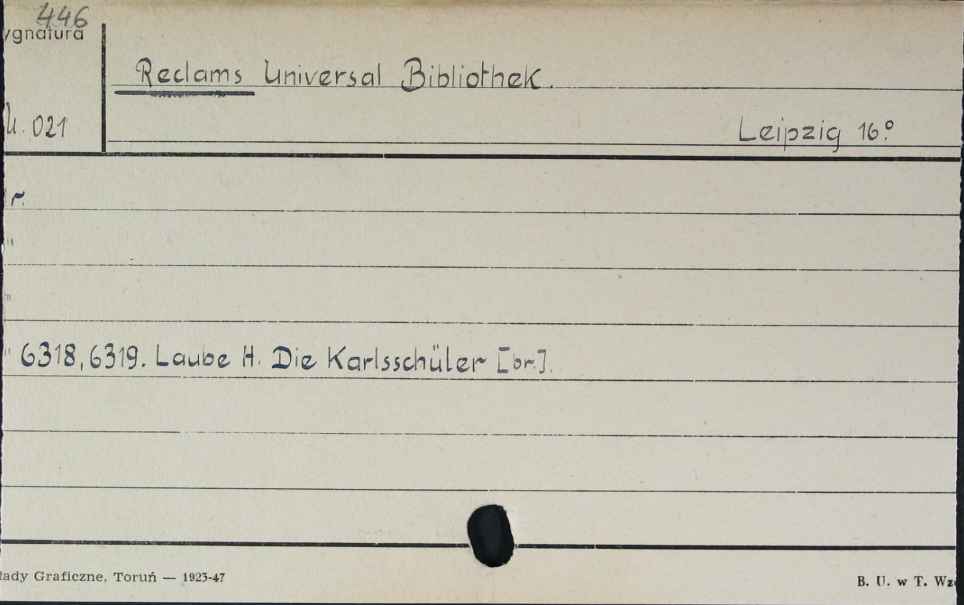 446
ygnatura
Reclams Universal Bibliothek.
021
Leipzig 16.º
r.
"
"
" 6318, 6319. Laube H. Die Karlsschüler [br.].
łady Graficzne, Toruń — 1923-47
B. U. w T. Wz